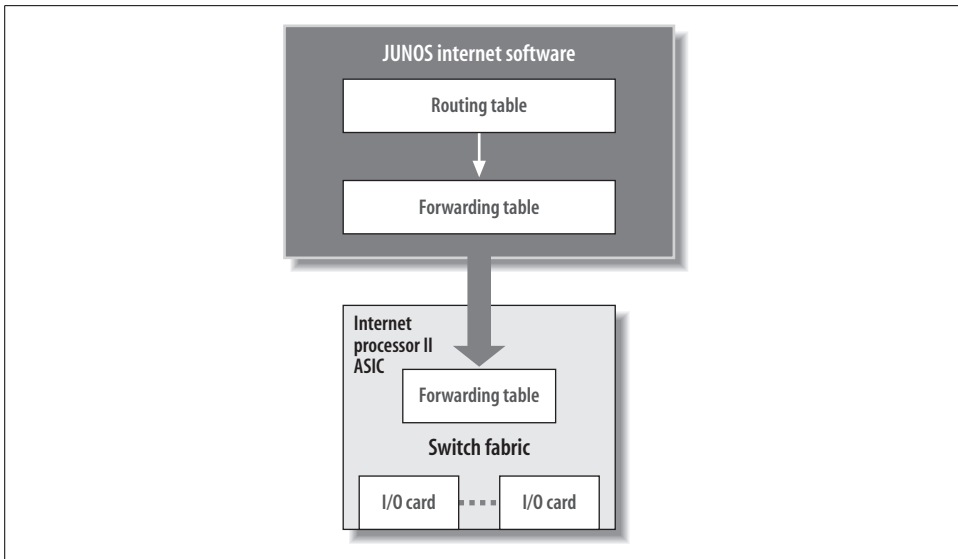 JUNOS internet software
Routing table
Forwarding table
Internet
processor II
ASIC
Forwarding table
Switch fabric
I/O card
I/O card